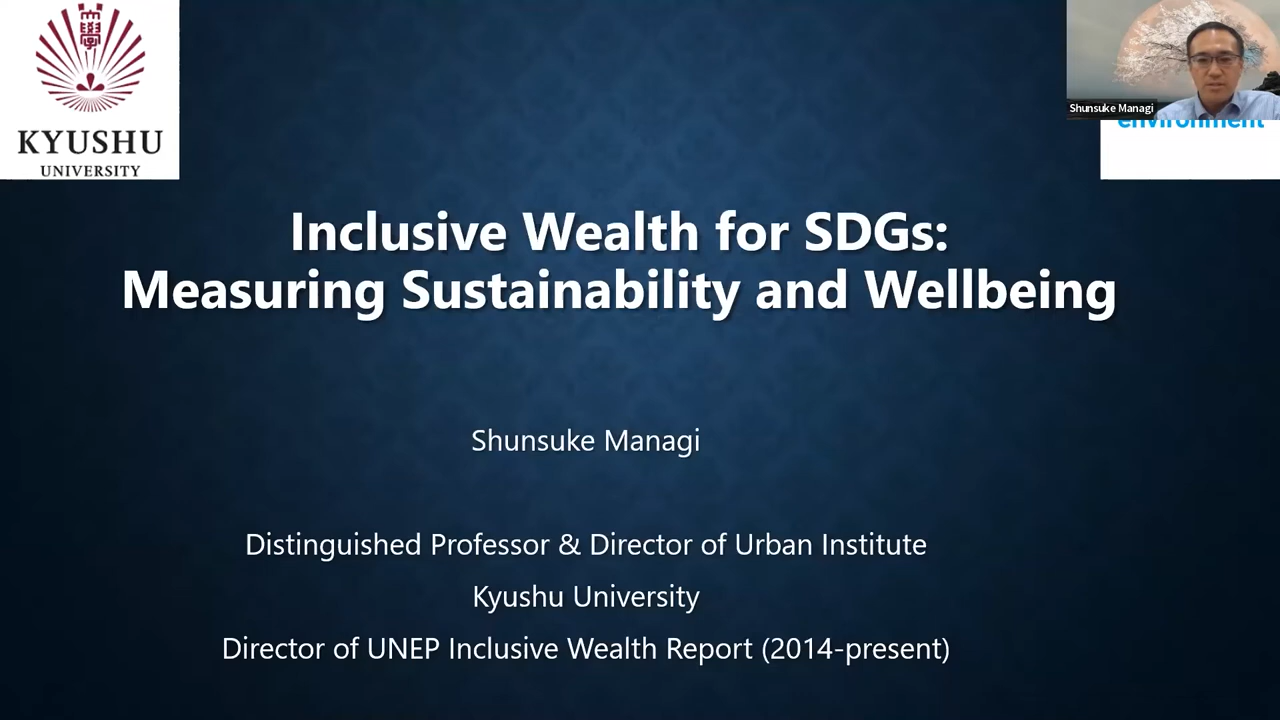 KYUSHU
UNIVERSITY
Shunsuke Managi
environment
Inclusive Wealth for SDGs:
Measuring Sustainability and Wellbeing
Shunsuke Managi
Distinguished Professor & Director of Urban Institute
Kyushu University
Director of UNEP Inclusive Wealth Report (2014-present)